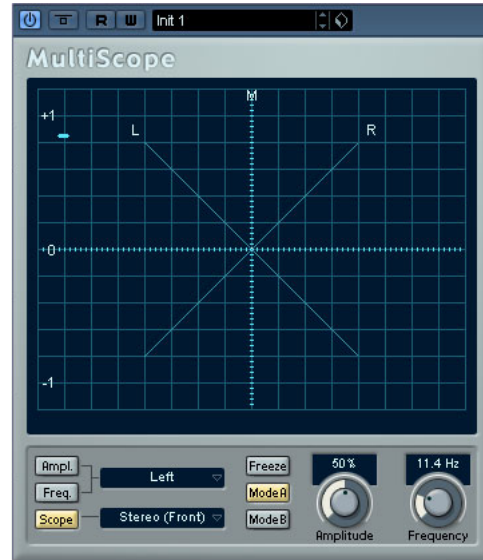 R W Init 1
MultiScope
M
+1
L R
0
-1
Ampl. Left Freeze 50% 11.4 Hz
Freq. Mode A
Scope Stereo (Front) Mode B
Amplitude Frequency